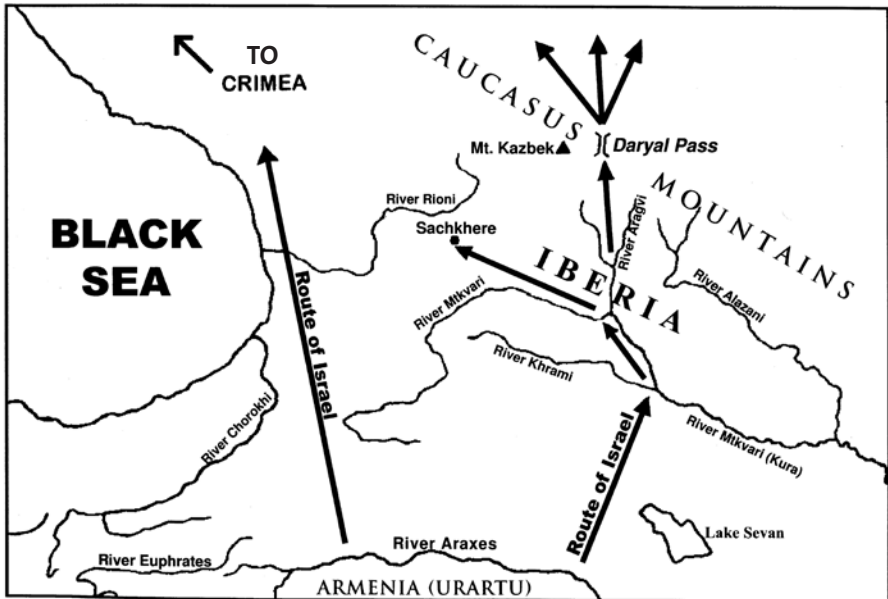 TO
CRIMEA
CAUCASUS
Mt. Kazbek
Daryal Pass
MOUNTAINS
River Rioni
River Aragvi
Sachkhere
BLACK
SEA
IBERIA
River Alazani
Route of Israel
River Mtkvari
River Khrami
River Chorokhi
River Mtkvari (Kura)
Route of Israel
Lake Sevan
River Araxes
River Euphrates
ARMENIA (URARTU)